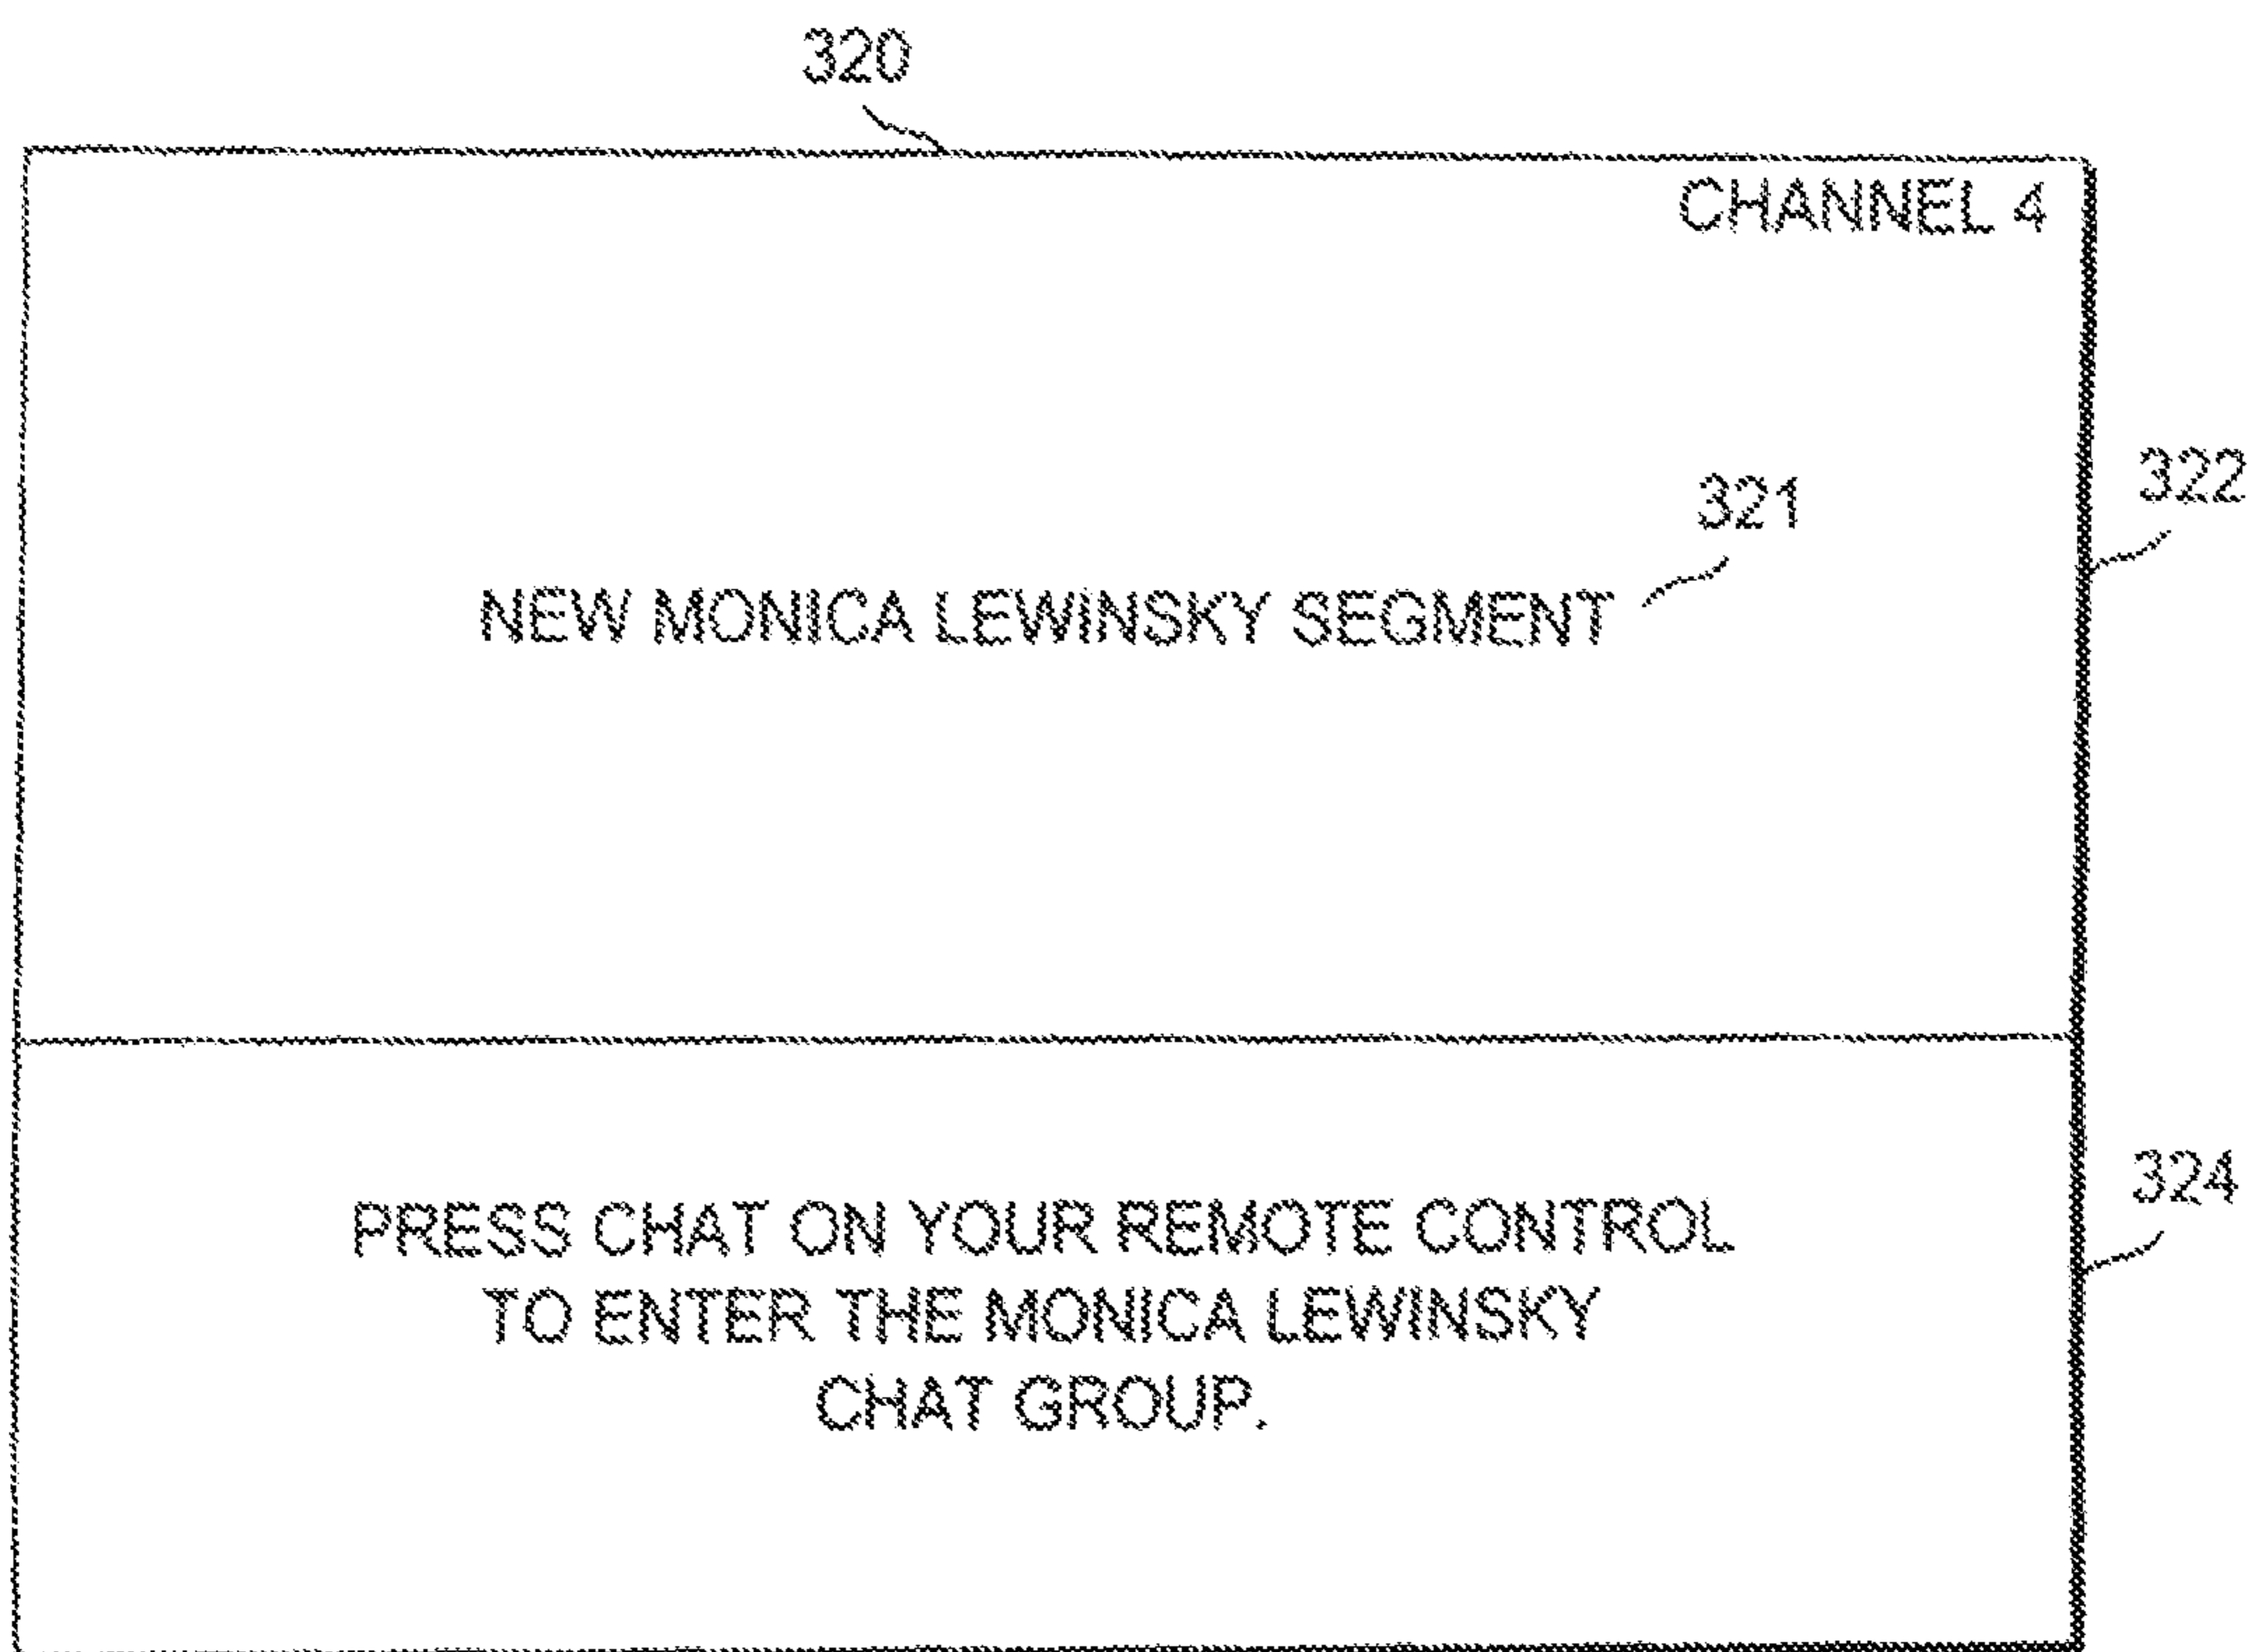 320
CHANNEL 4
321
322
NEW MONICA LEWINSKY SEGMENT
324
PRESS CHAT ON YOUR REMOTE CONTROL
TO ENTER THE MONICA LEWINSKY
CHAT GROUP.